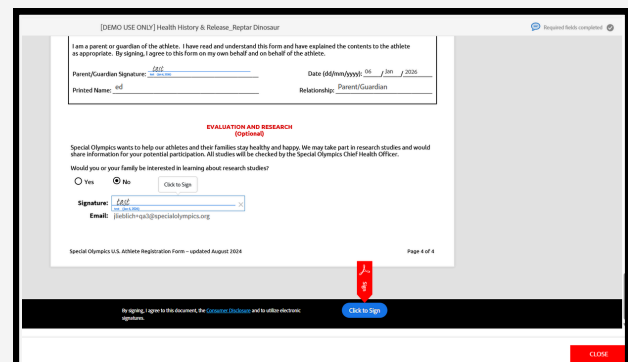 [DEMO USE ONLY] Health History & Release_Reptar Dinosaur
Required fields completed
I am a parent or guardian of the athlete. I have read and understand this form and have explained the contents to the athlete
as appropriate. By signing, I agree to this form on my own behalf and on behalf of the athlete.
Parent/Guardian Signature: test
Date (dd/mm/yyyy): 06 / Jan / 2026
Printed Name: ed
Relationship: Parent/Guardian
EVALUATION AND RESEARCH
(Optional)
Special Olympics wants to help our athletes and their families stay healthy and happy. We may take part in research studies and would
share information for your potential participation. All studies will be checked by the Special Olympics Chief Health Officer.
Would you or your family be interested in learning about research studies?
Yes No
Click to Sign
Signature: test
Email: jlieblich+qa3@specialolympics.org
Special Olympics U.S. Athlete Registration Form – updated August 2024 Page 4 of 4
Sign
By signing, I agree to this document, the Consumer Disclosure and to utilize electronic
signatures.
Click to Sign
CLOSE